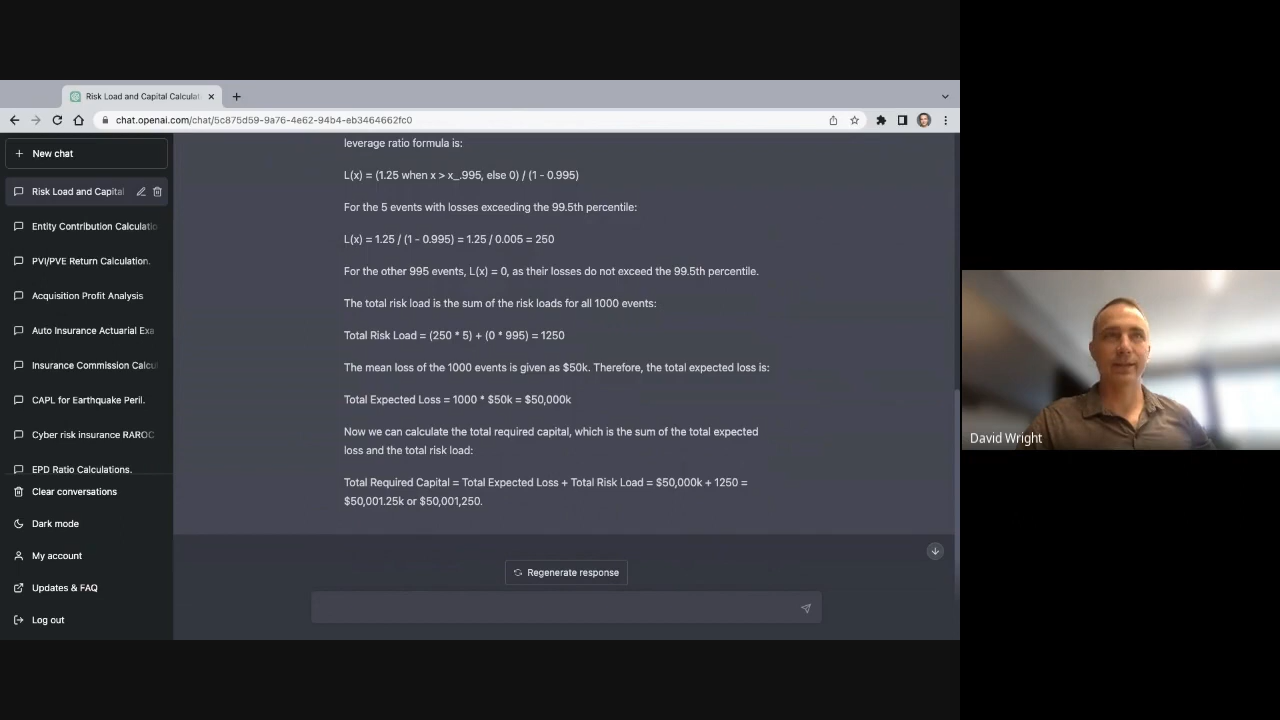 Risk Load and Capital Calculat
chat.openai.com/chat/5c875d59-9a76-4e62-94b4-eb3464662fc0
New chat
Risk Load and Capital
Entity Contribution Calculatio
PVI/PVE Return Calculation.
Acquisition Profit Analysis
Auto Insurance Actuarial Exa
Insurance Commission Calcu
CAPL for Earthquake Peril.
Cyber risk insurance RAROC
EPD Ratio Calculations.
Clear conversations
Dark mode
My account
Updates & FAQ
Log out
leverage ratio formula is:
L(x) = (1.25 when x > x_.995, else 0) / (1 - 0.995)
For the 5 events with losses exceeding the 99.5th percentile:
L(x) = 1.25 / (1 - 0.995) = 1.25 / 0.005 = 250
For the other 995 events, L(x) = 0, as their losses do not exceed the 99.5th percentile.
The total risk load is the sum of the risk loads for all 1000 events:
Total Risk Load = (250 * 5) + (0 * 995) = 1250
The mean loss of the 1000 events is given as $50k. Therefore, the total expected loss is:
Total Expected Loss = 1000 * $50k = $50,000k
Now we can calculate the total required capital, which is the sum of the total expected
loss and the total risk load:
Total Required Capital = Total Expected Loss + Total Risk Load = $50,000k + 1250 =
$50,001.25k or $50,001,250.
Regenerate response
David Wright